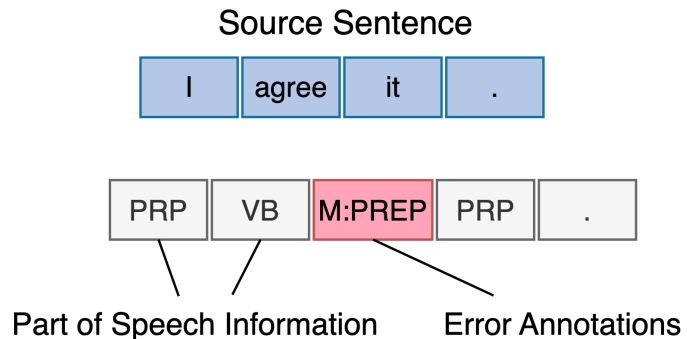 Source Sentence
I agree it .
PRP VB M:PREP PRP .
Part of Speech Information Error Annotations